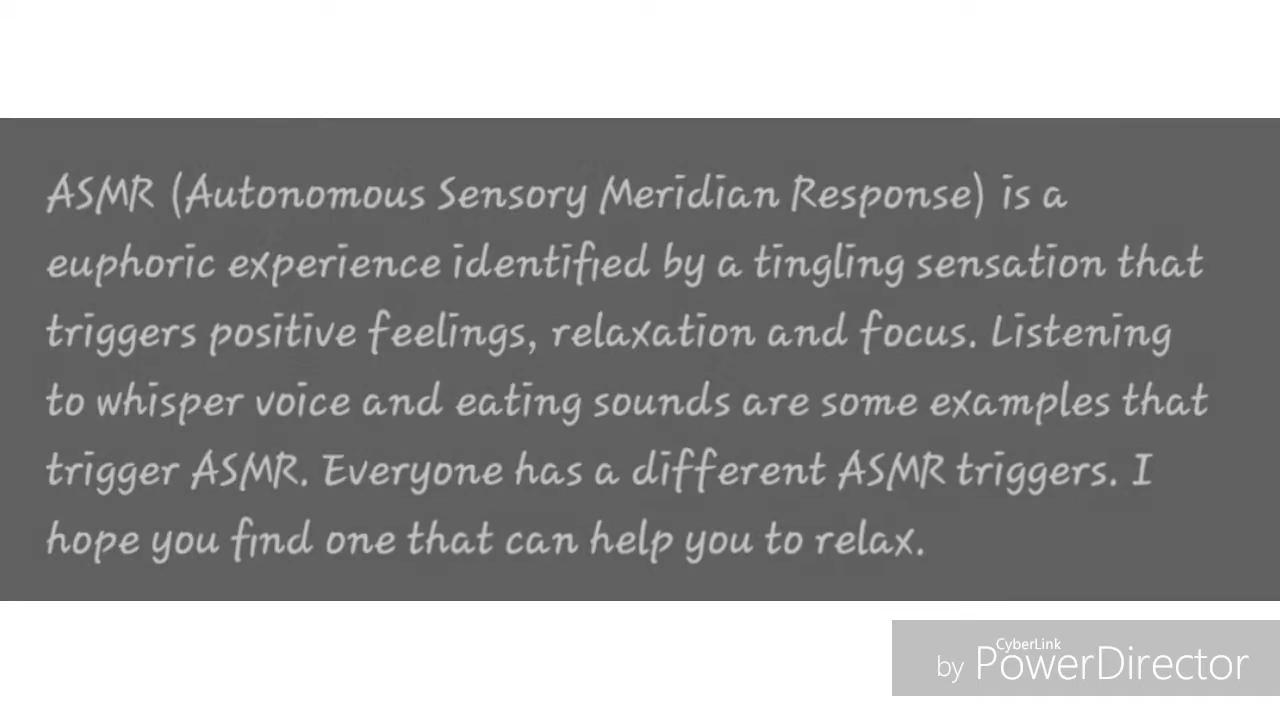 ASMR (Autonomous Sensory Meridian Response) is a
euphoric experience identified by a tingling sensation that
triggers positive feelings, relaxation and focus. Listening
to whisper voice and eating sounds are some examples that
trigger ASMR. Everyone has a different ASMR triggers. I
hope you find one that can help you to relax.
CyberLink
by PowerDirector